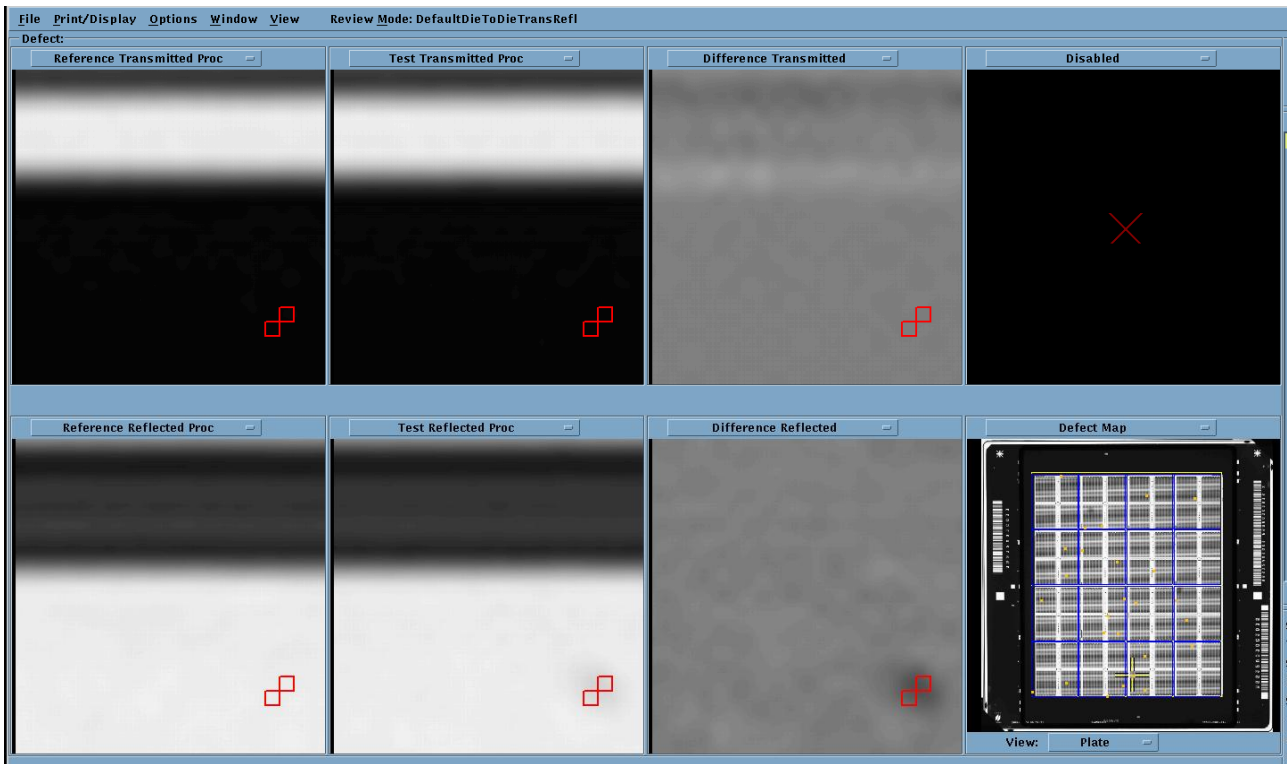 File Print/Display Options Window View Review Mode: DefaultDieToDieTransRefl
Defect:
Reference Transmitted Proc
Test Transmitted Proc
Difference Transmitted
Disabled
Reference Reflected Proc
Test Reflected Proc
Difference Reflected
Defect Map
View: Plate